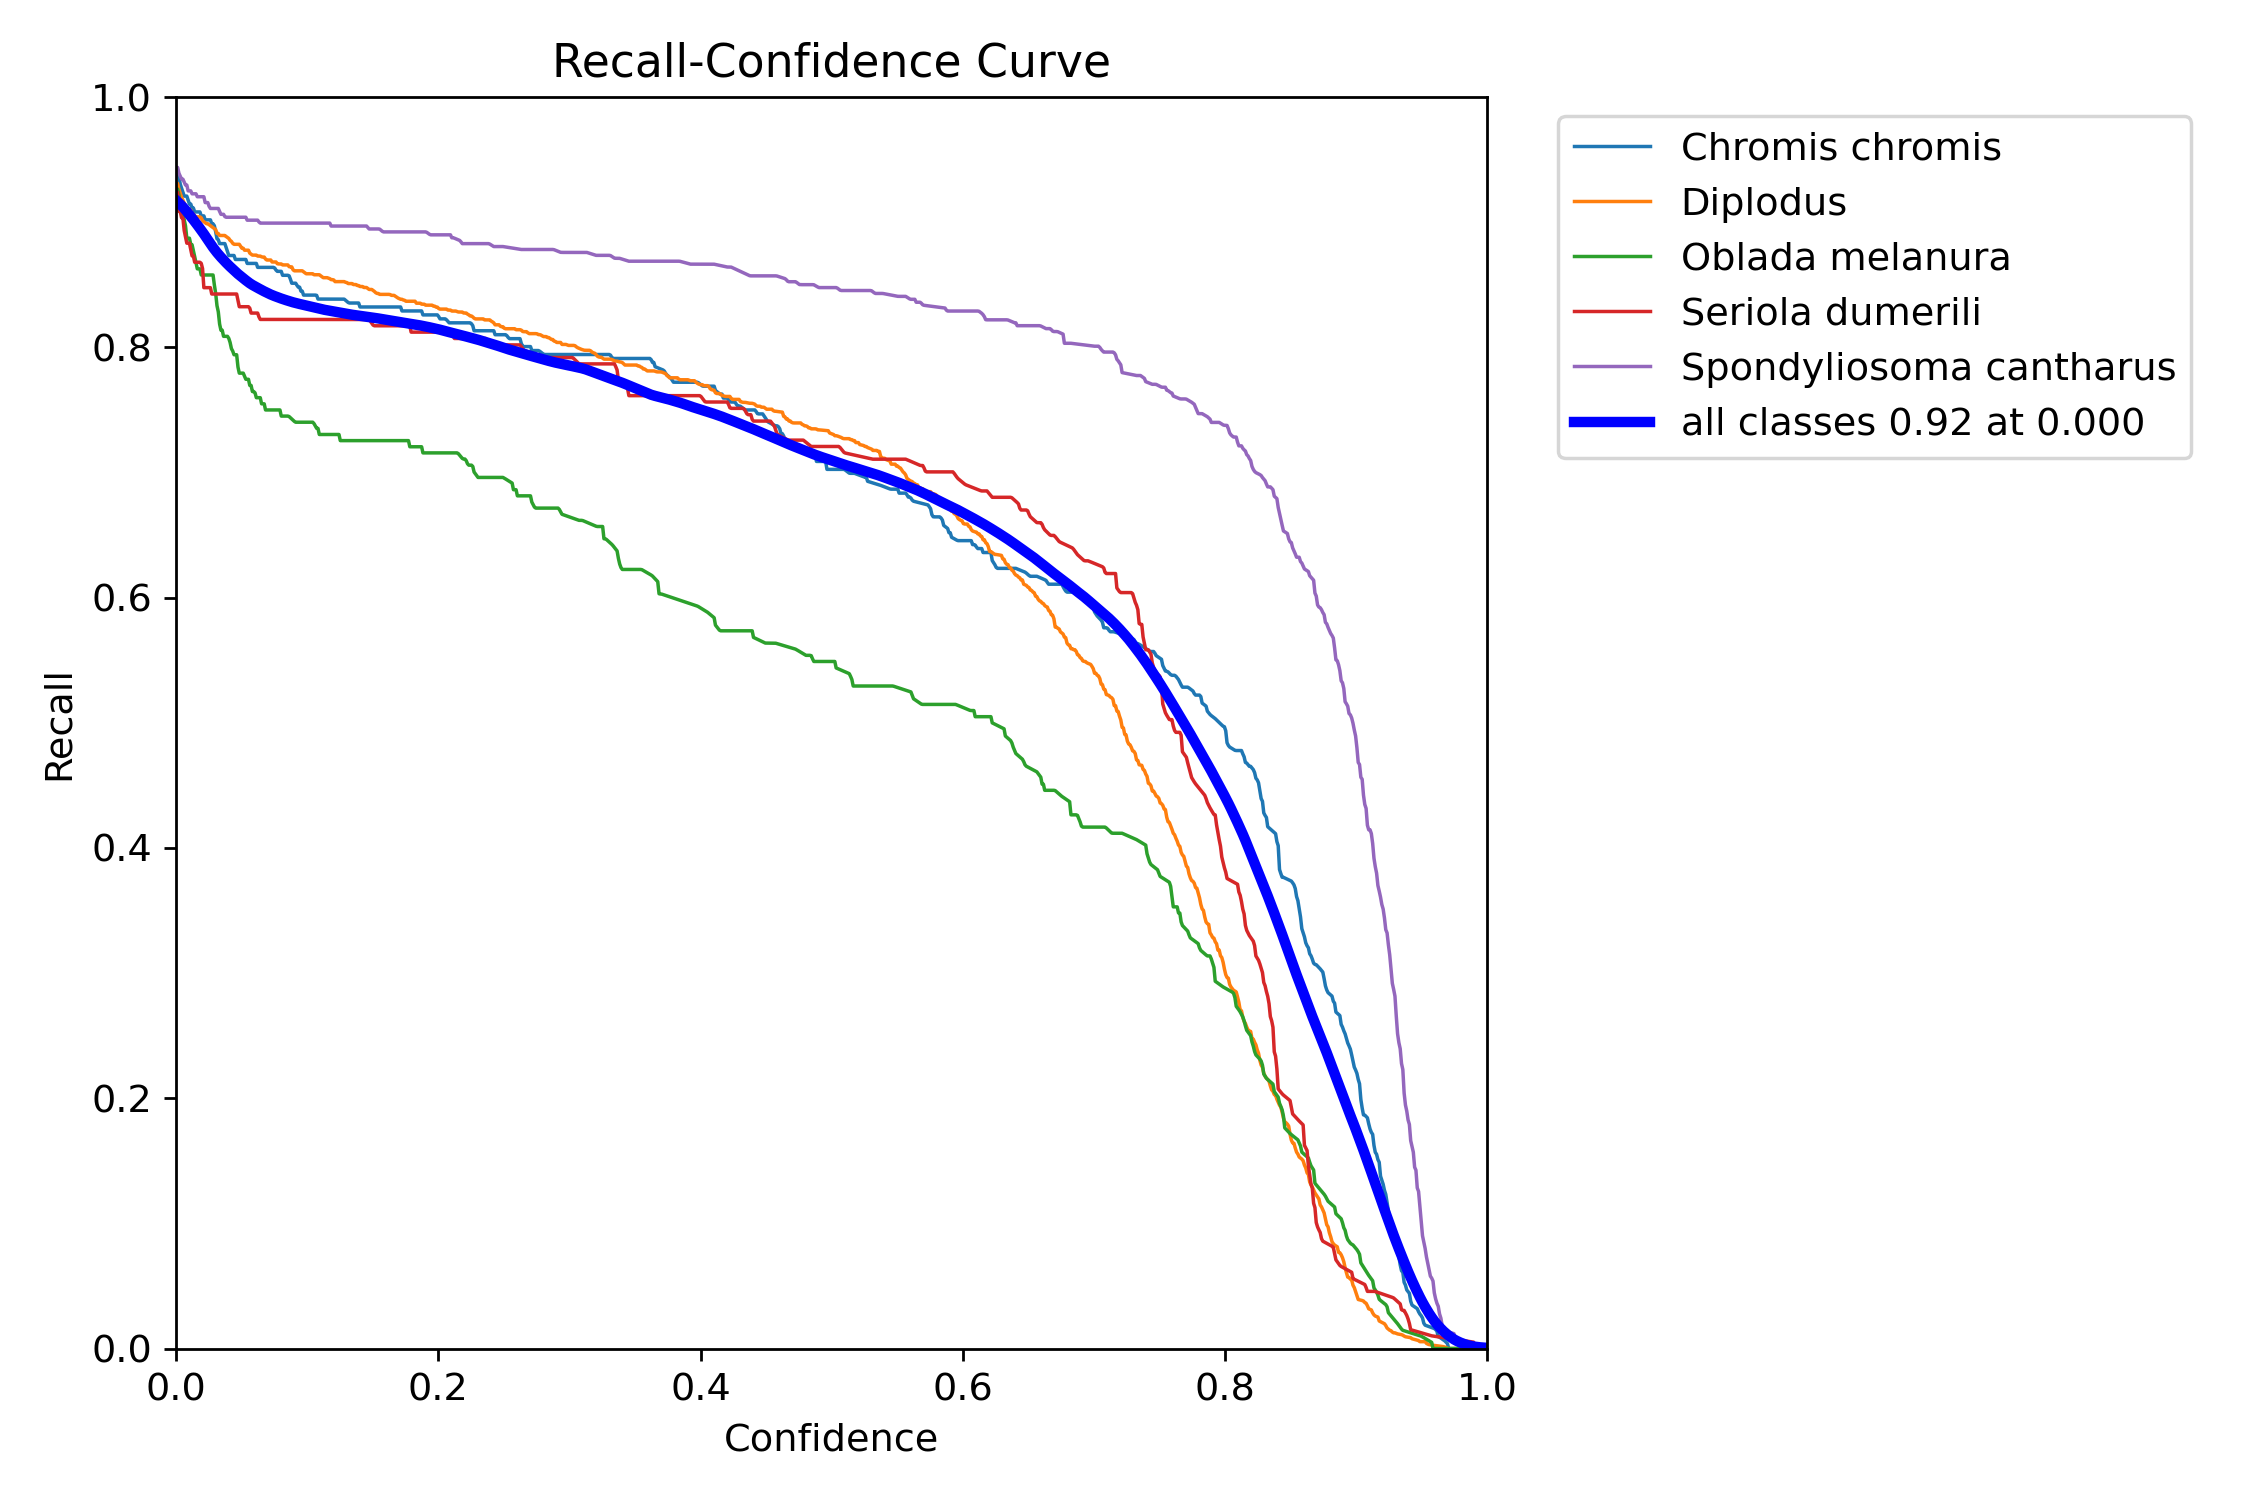 Recall-Confidence Curve
1.0
0.8
0.6
0.4
0.2
0.0
Recall
0.0 0.2 0.4 0.6 0.8 1.0
Confidence
Chromis chromis
Diplodus
Oblada melanura
Seriola dumerili
Spondyliosoma cantharus
all classes 0.92 at 0.000